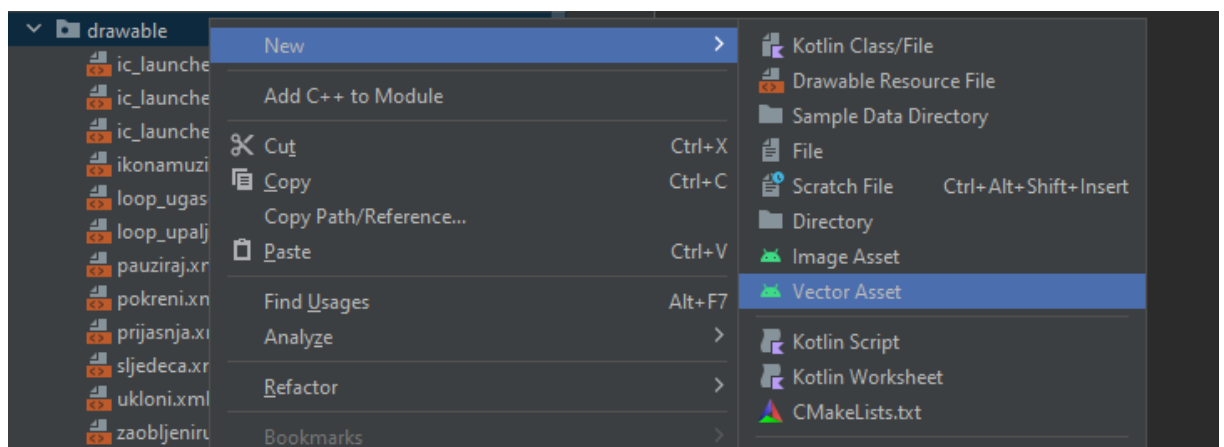 drawable
ic_launche
ic_launche
ic_launche
ikonamuzi
loop_ugas
loop_upalj
pauziraj.xn
pokreni.xn
prijasnja.x
sljedeca.xr
ukloni.xml
zaobljeniru
New
Add C++ to Module
Cut Ctrl+X
Copy Ctrl+C
Copy Path/Reference...
Paste Ctrl+V
Find Usages Alt+F7
Analyze
Refactor
Bookmarks
Kotlin Class/File
Drawable Resource File
Sample Data Directory
File
Scratch File Ctrl+Alt+Shift+Insert
Directory
Image Asset
Vector Asset
Kotlin Script
Kotlin Worksheet
CMakeLists.txt